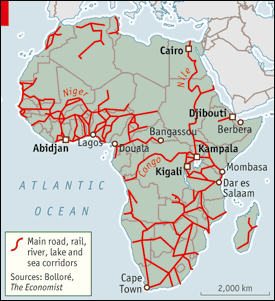 Cairo
Nile
Niger
Djibouti
Berbera
Bangassou
Abidjan
Lagos
Douala
Kampala
Congo
Kigali
Mombasa
Dar es
Salaam
ATLANTIC
OCEAN
Main road, rail,
river, lake and
sea corridors
Sources: Bolloré,
The Economist
Cape
Town
2,000 km